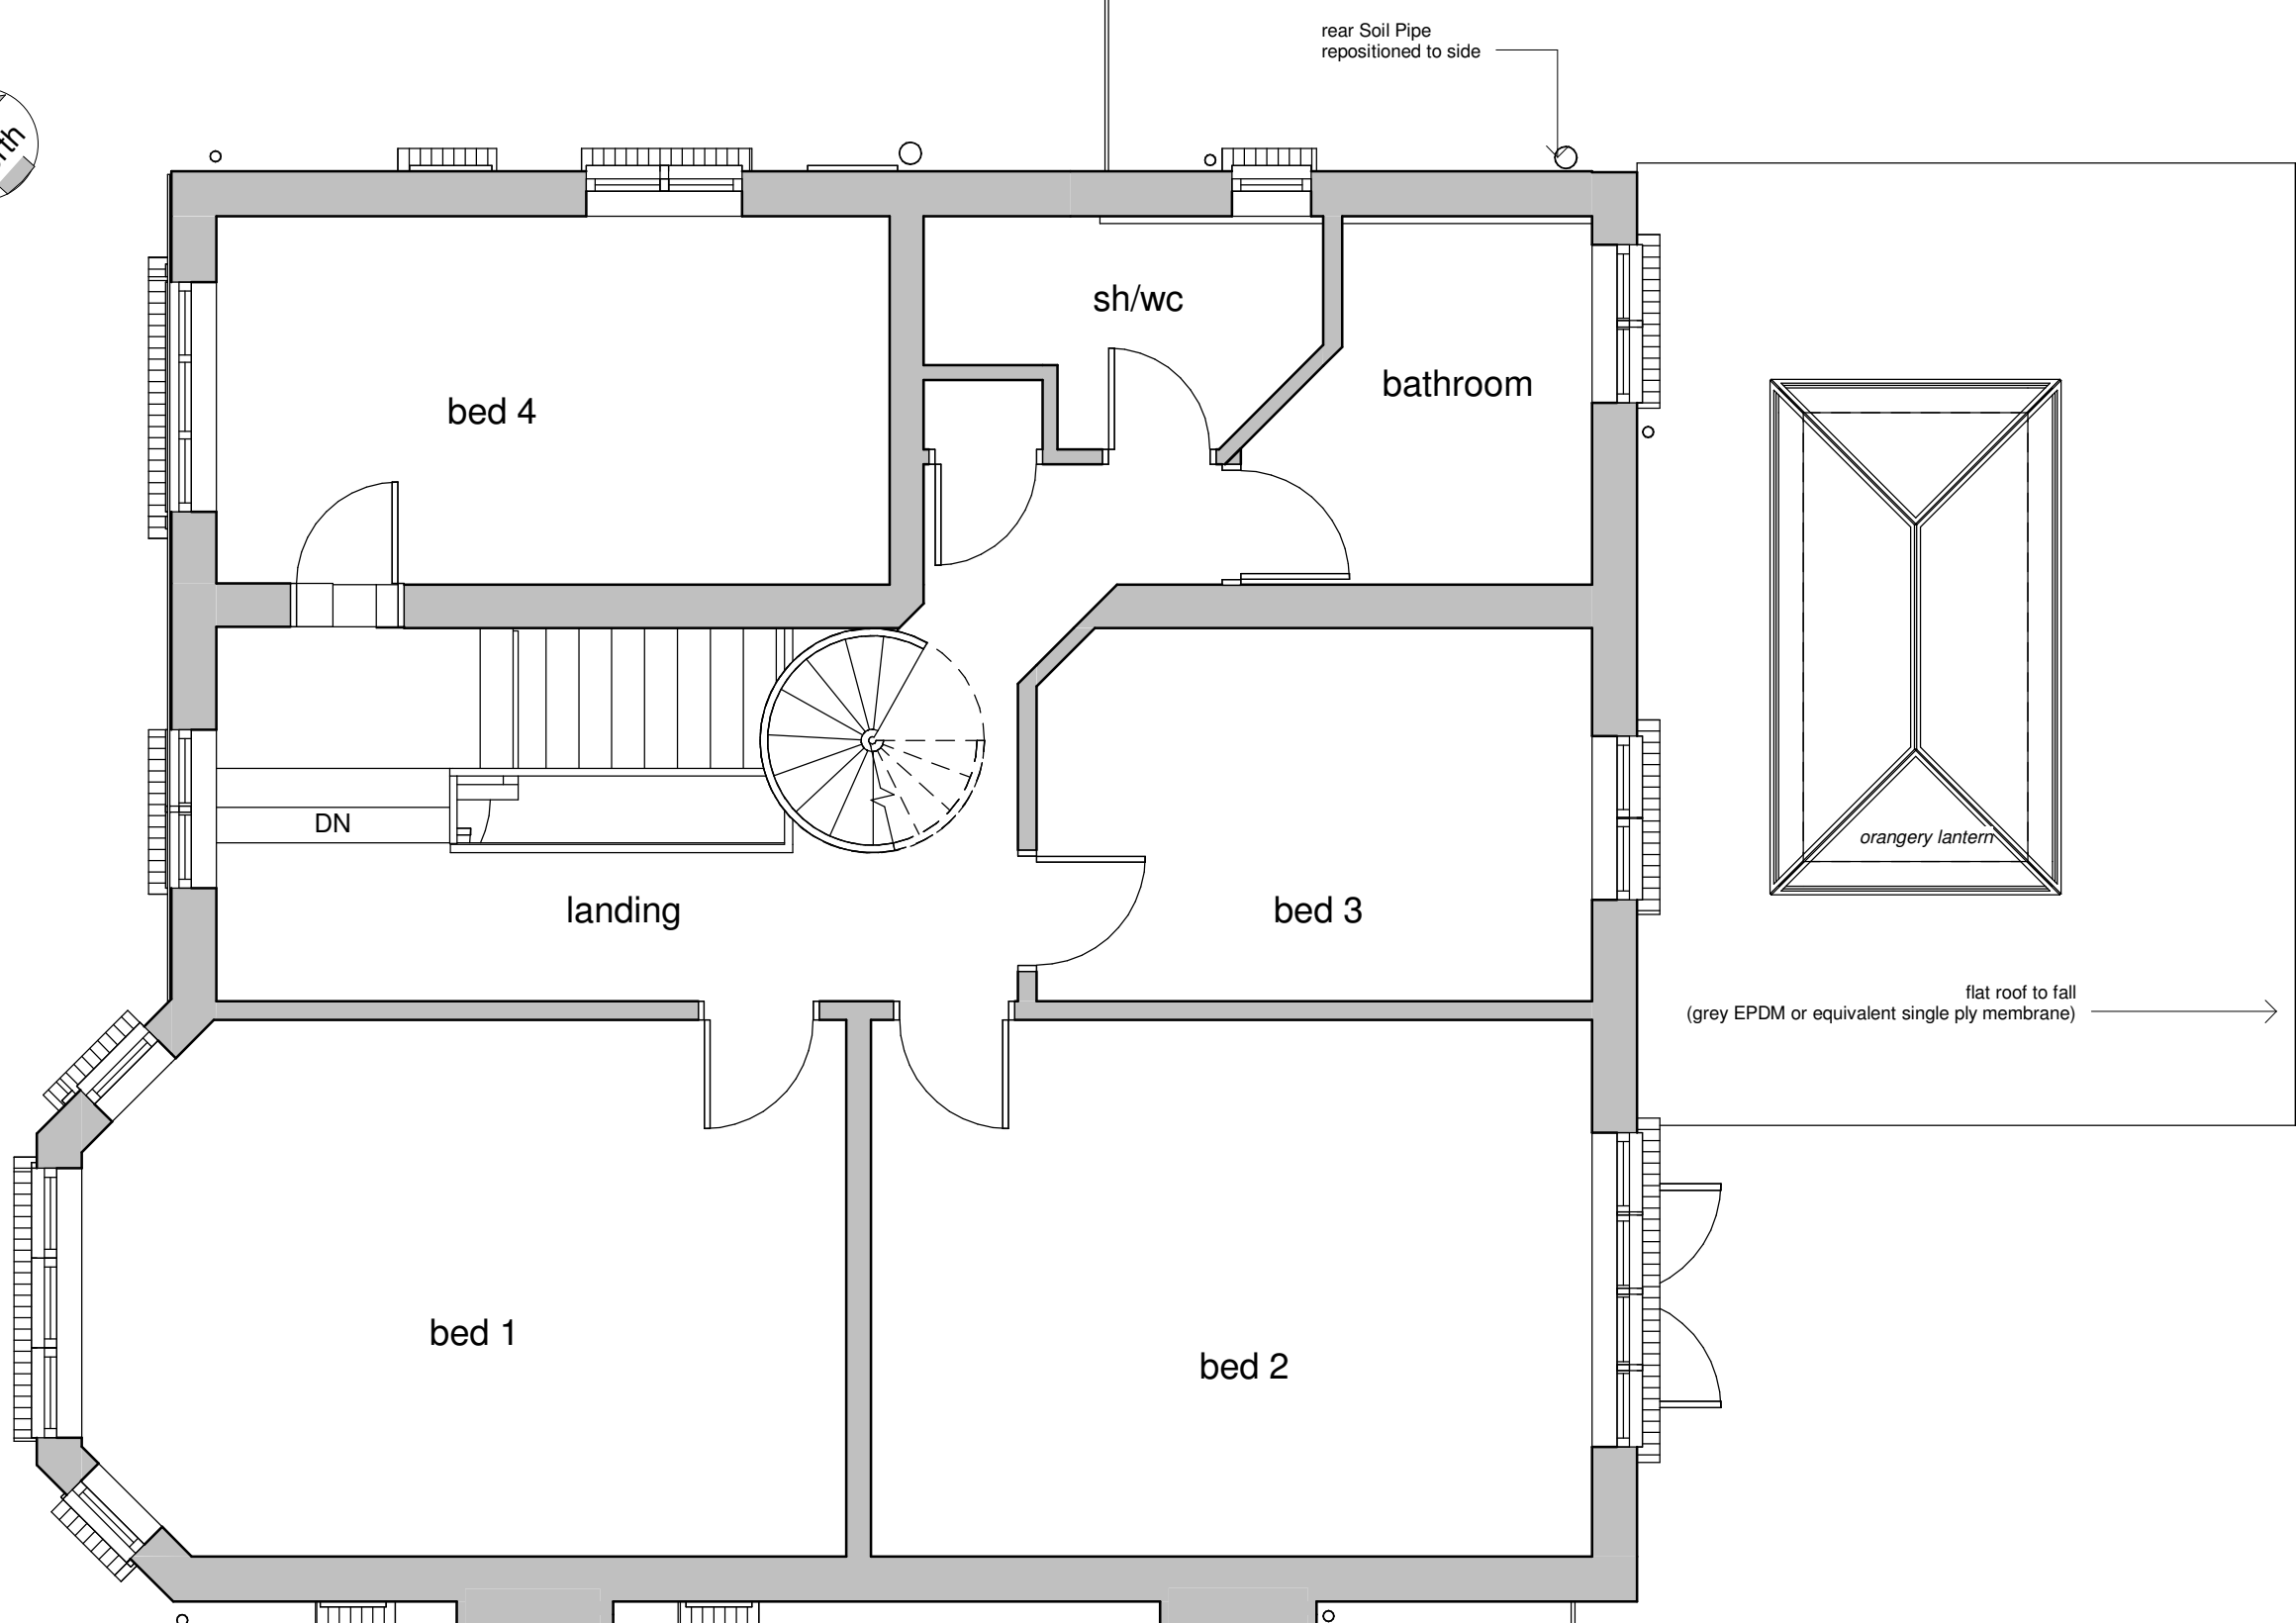 rear Soil Pipe
repositioned to side
sh/wc
bathroom
bed 4
DN
orangery lantern
landing
bed 3
flat roof to fall
(grey EPDM or equivalent single ply membrane)
bed 1
bed 2